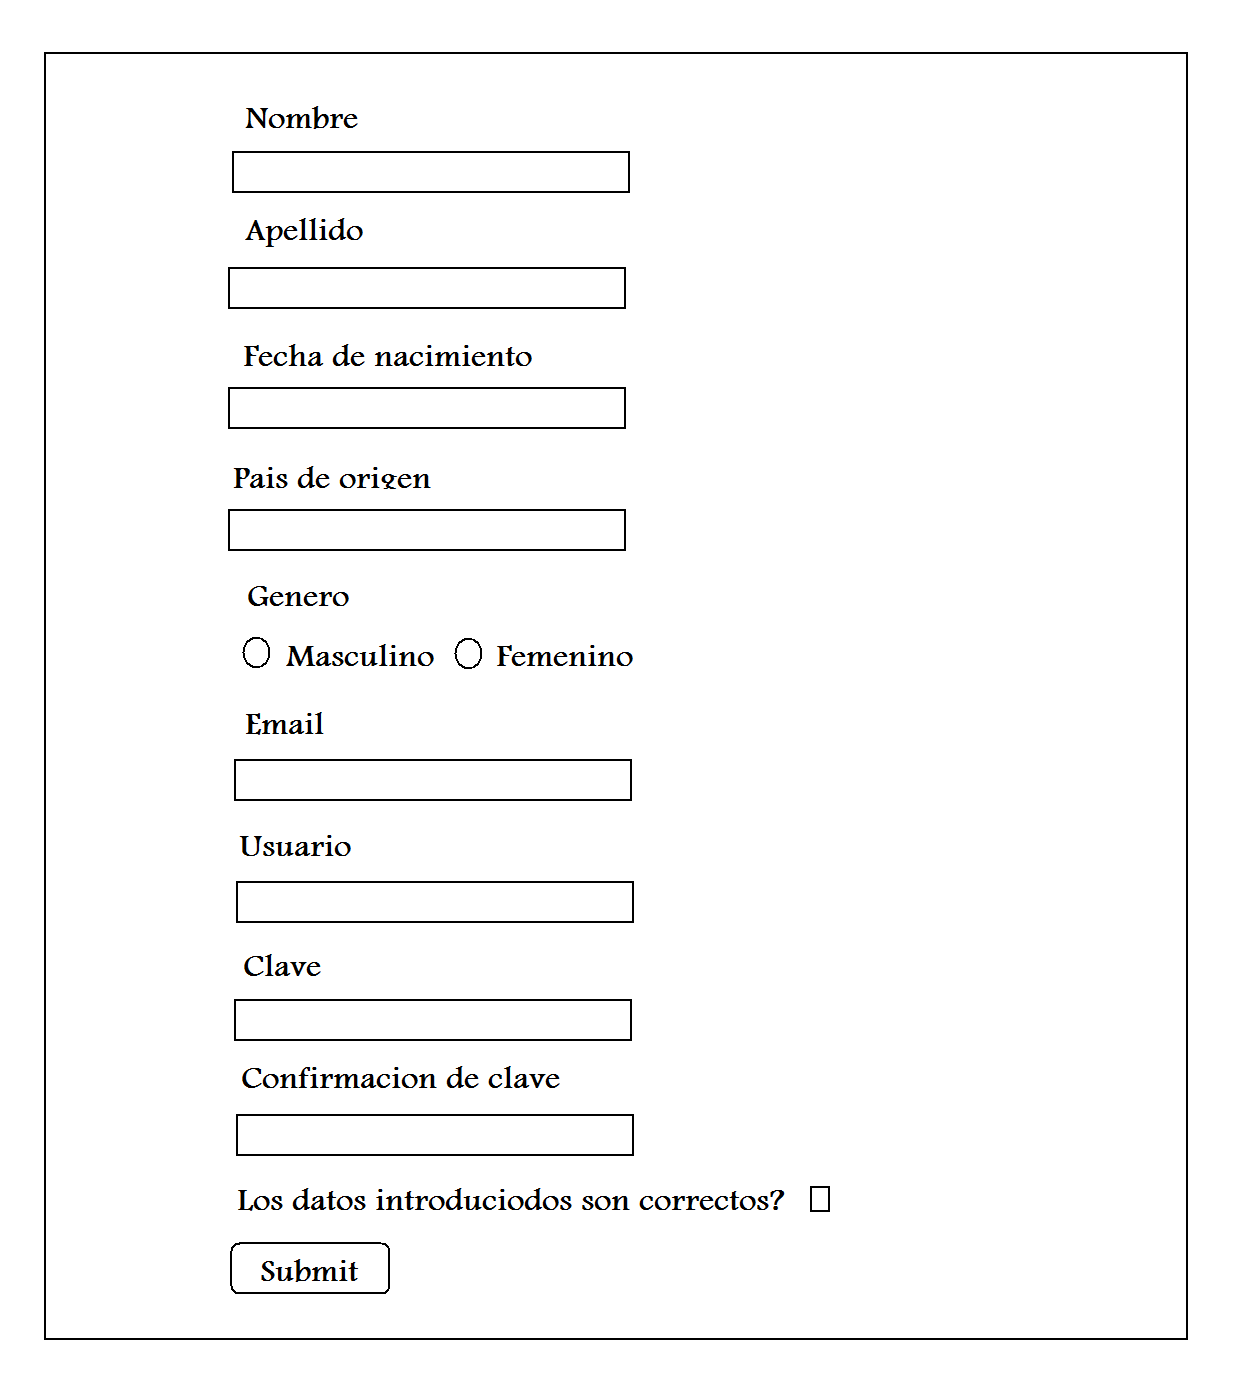 Nombre
Apellido
Fecha de nacimiento
Pais de origen
Genero
Masculino Femenino
Email
Usuario
Clave
Confirmacion de clave
Los datos introduciodos son correctos?
Submit